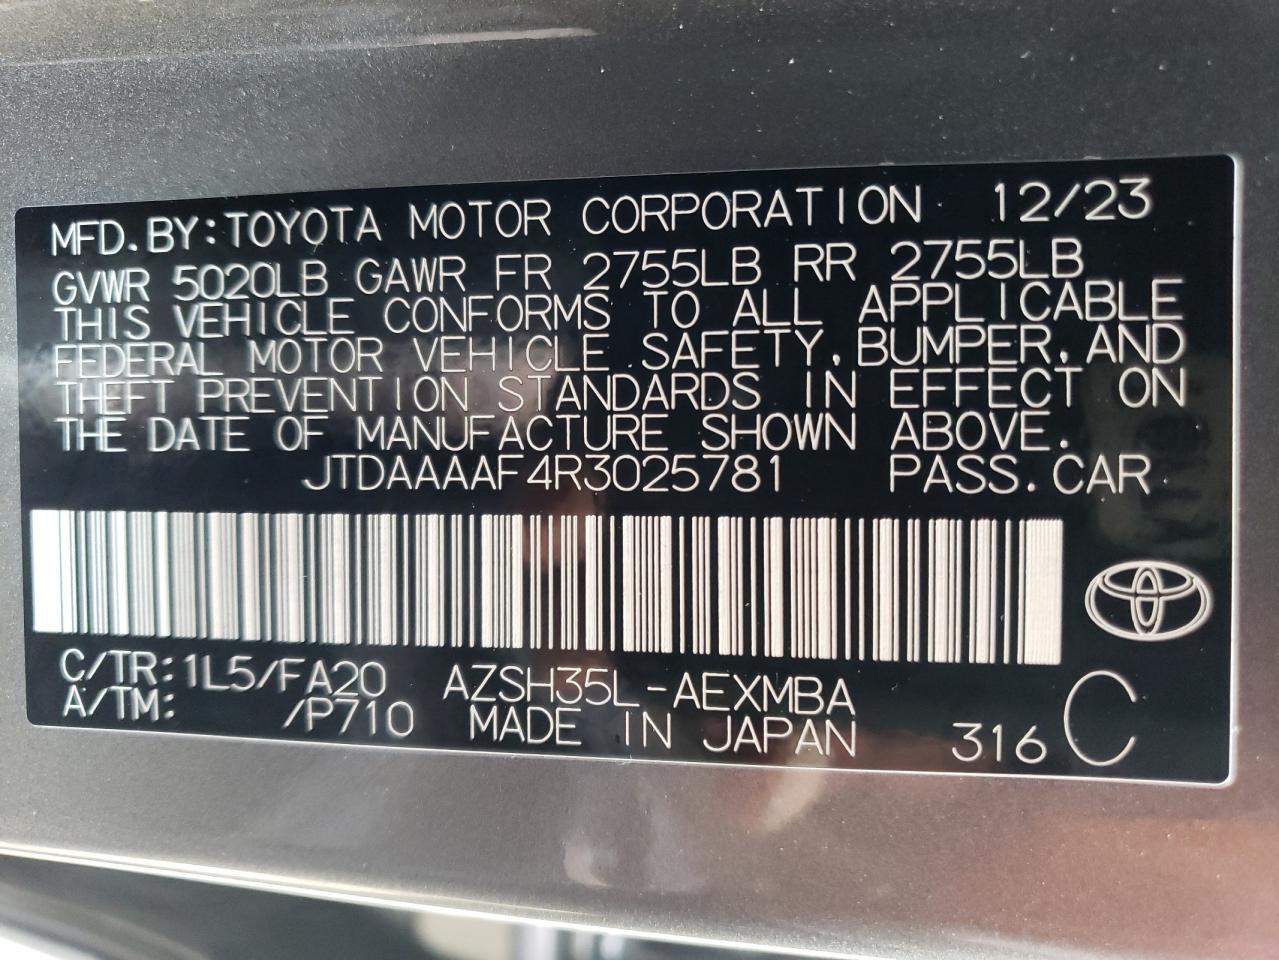 MFD. BY: TOYOTA MOTOR CORPORATION 12/23
GVWR 5020LB GAWR FR 2755LB RR 2755LB
THIS VEHICLE CONFORMS TO ALL APPLICABLE
FEDERAL MOTOR VEHICLE SAFETY, BUMPER, AND
THEFT PREVENTION STANDARDS IN EFFECT ON
THE DATE OF MANUFACTURE SHOWN ABOVE.
JTDAAAAAF4R3025781 PASS. CAR
C/TR: 1L5/FA20 AZSH35L-AEXMBA
A/TM: /P710 MADE IN JAPAN 316 C